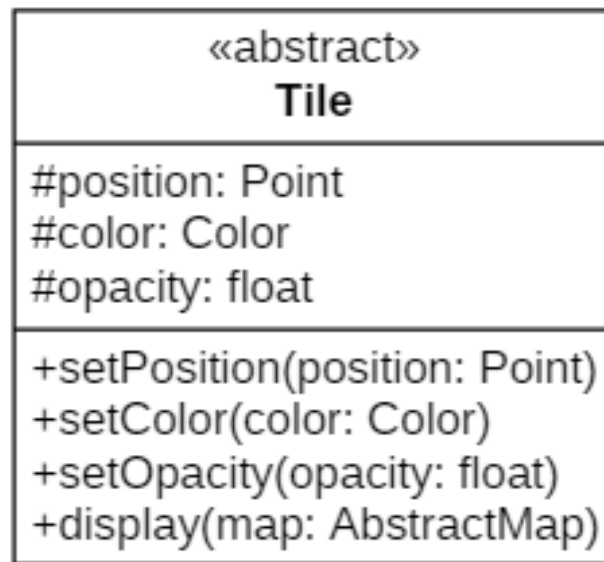 «abstract»
Tile
#position: Point
#color: Color
#opacity: float
+setPosition(position: Point)
+setColor(color: Color)
+setOpacity(opacity: float)
+display(map: AbstractMap)